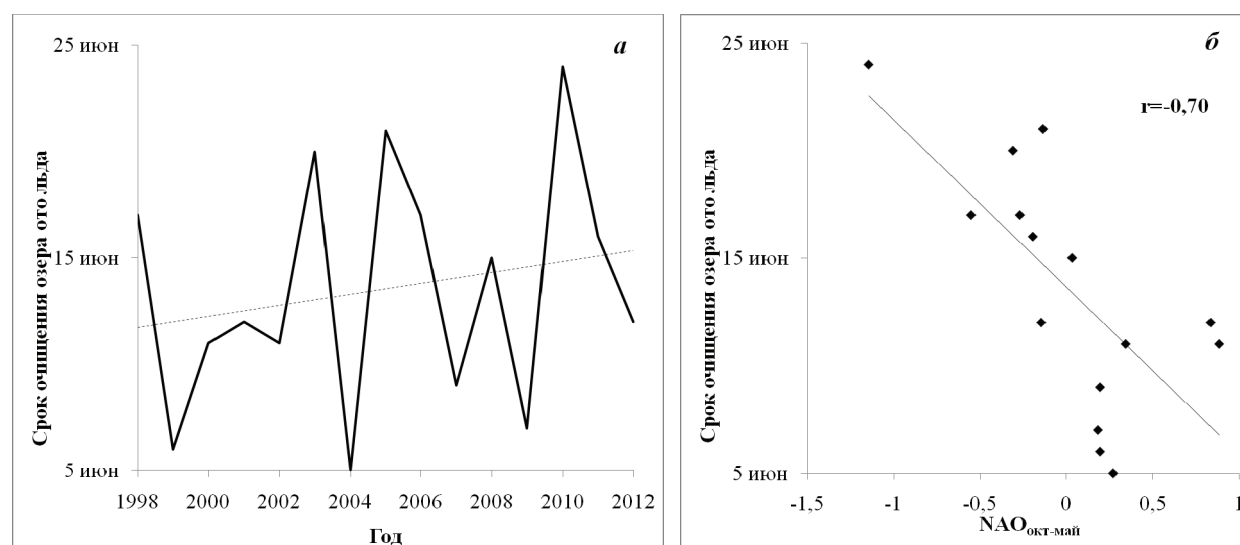 а
25 июн
15 июн
5 июн
Срок очищения озера ото льда
1998 2000 2002 2004 2006 2008 2010 2012
Год
б
25 июн
r=-0,70
15 июн
5 июн
Срок очищения озера ото льда
-1,5 -1 -0,5 0 0,5 1
NAOокт-май